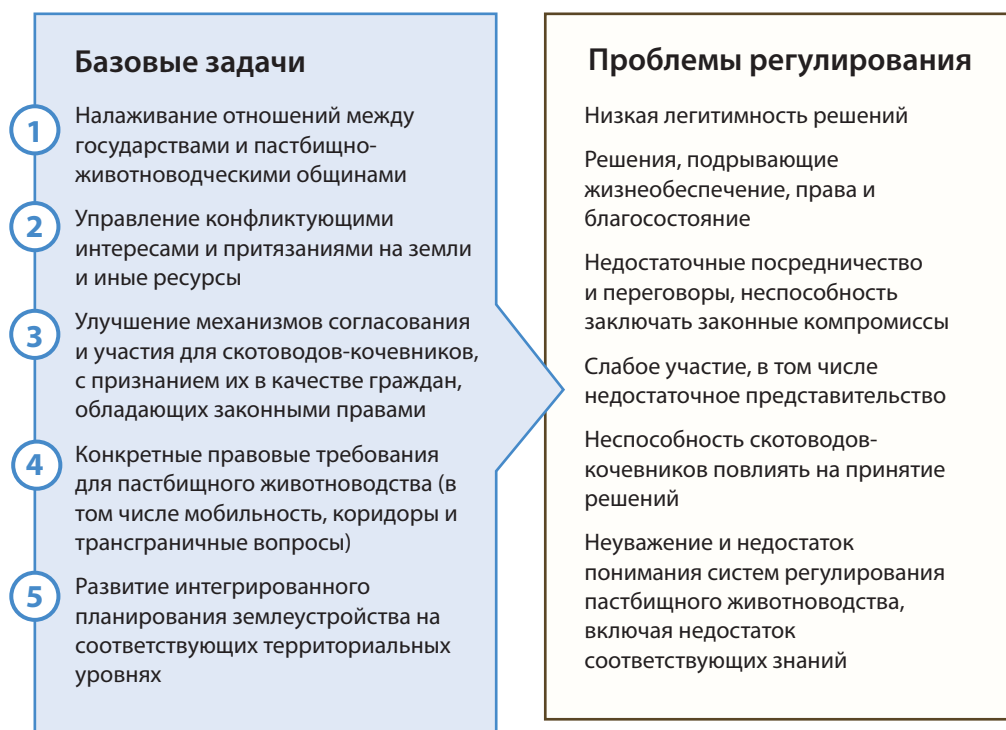 Базовые задачи
1
Налаживание отношений между
государствами и пастбищно-
животноводческими общинами
2
Управление конфликтующими
интересами и притязаниями на земли
и иные ресурсы
3
Улучшение механизмов согласования
и участия для скотоводов-кочевников,
с признанием их в качестве граждан,
обладающих законными правами
4
Конкретные правовые требования
для пастбищного животноводства (в
том числе мобильность, коридоры и
трансграничные вопросы)
5
Развитие интегрированного
планирования землеустройства на
соответствующих территориальных
уровнях
Проблемы регулирования
Низкая легитимность решений
Решения, подрывающие
жизнеобеспечение, права и
благосостояние
Недостаточные посредничество
и переговоры, неспособность
заключать законные компромиссы
Слабое участие, в том числе
недостаточное представительство
Неспособность скотоводов-
кочевников повлиять на принятие
решений
Неуважение и недостаток
понимания систем регулирования
пастбищного животноводства,
включая недостаток
соответствующих знаний